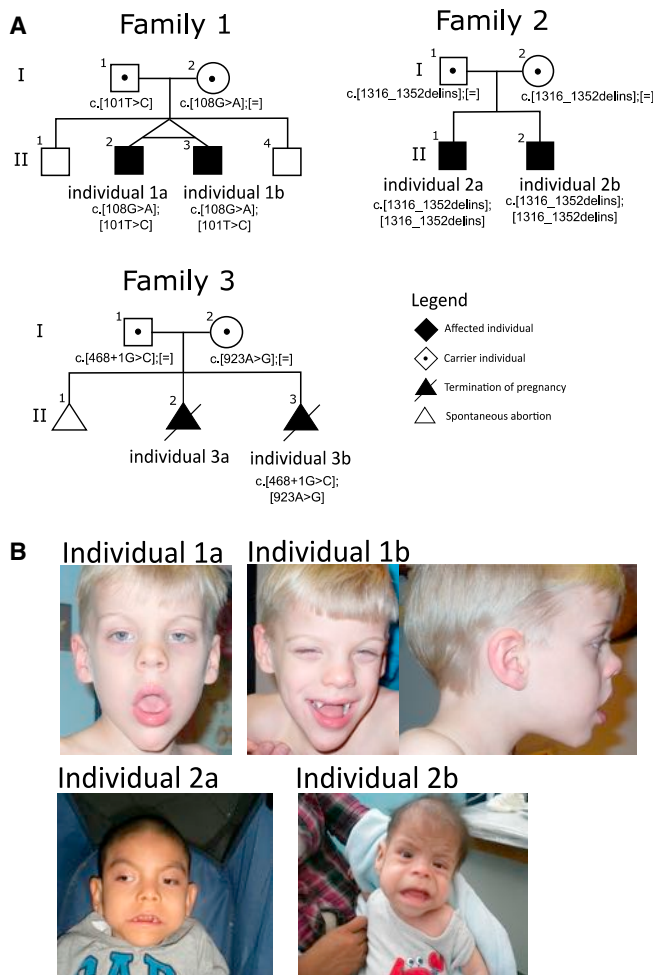 A
Family 1
Family 2
I
1
2
c.[101T>C]
c.[108G>A];[=]
II
1
2
3
4
individual 1a
individual 1b
c.[108G>A];
[101T>C]
c.[108G>A];
[101T>C]
I
1
2
c.[1316_1352delins];[=]
c.[1316_1352delins];[=]
II
1
2
individual 2a
individual 2b
c.[1316_1352delins];
[1316_1352delins]
c.[1316_1352delins];
[1316_1352delins]
Family 3
I
1
2
c.[468+1G>C];[=]
c.[923A>G];[=]
II
1
2
3
individual 3a
individual 3b
c.[468+1G>C];
[923A>G]
Legend
Affected individual
Carrier individual
Termination of pregnancy
Spontaneous abortion
B
Individual 1a
Individual 1b
Individual 2a
Individual 2b